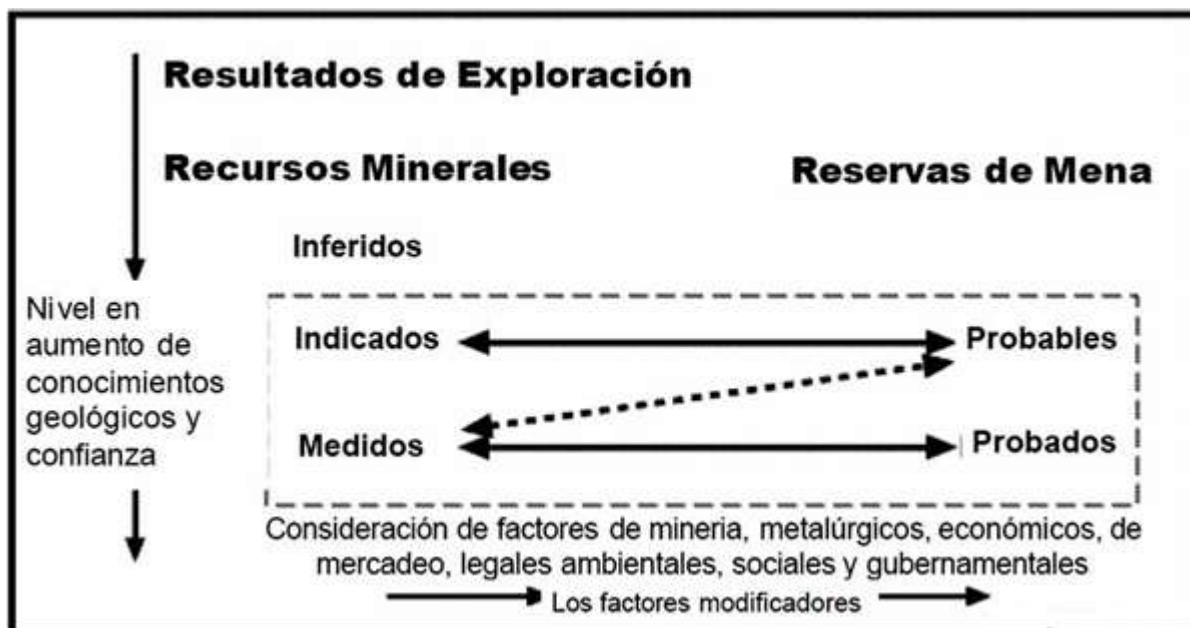 Resultados de Exploración
Recursos Minerales
Reservas de Mena
Inferidos
Nivel en
aumento de
conocimientos
geológicos y
confianza
Indicados
Probables
Medidos
Probados
Consideración de factores de mineria, metalúrgicos, económicos, de
mercadeo, legales ambientales, sociales y gubernamentales
Los factores modificadores